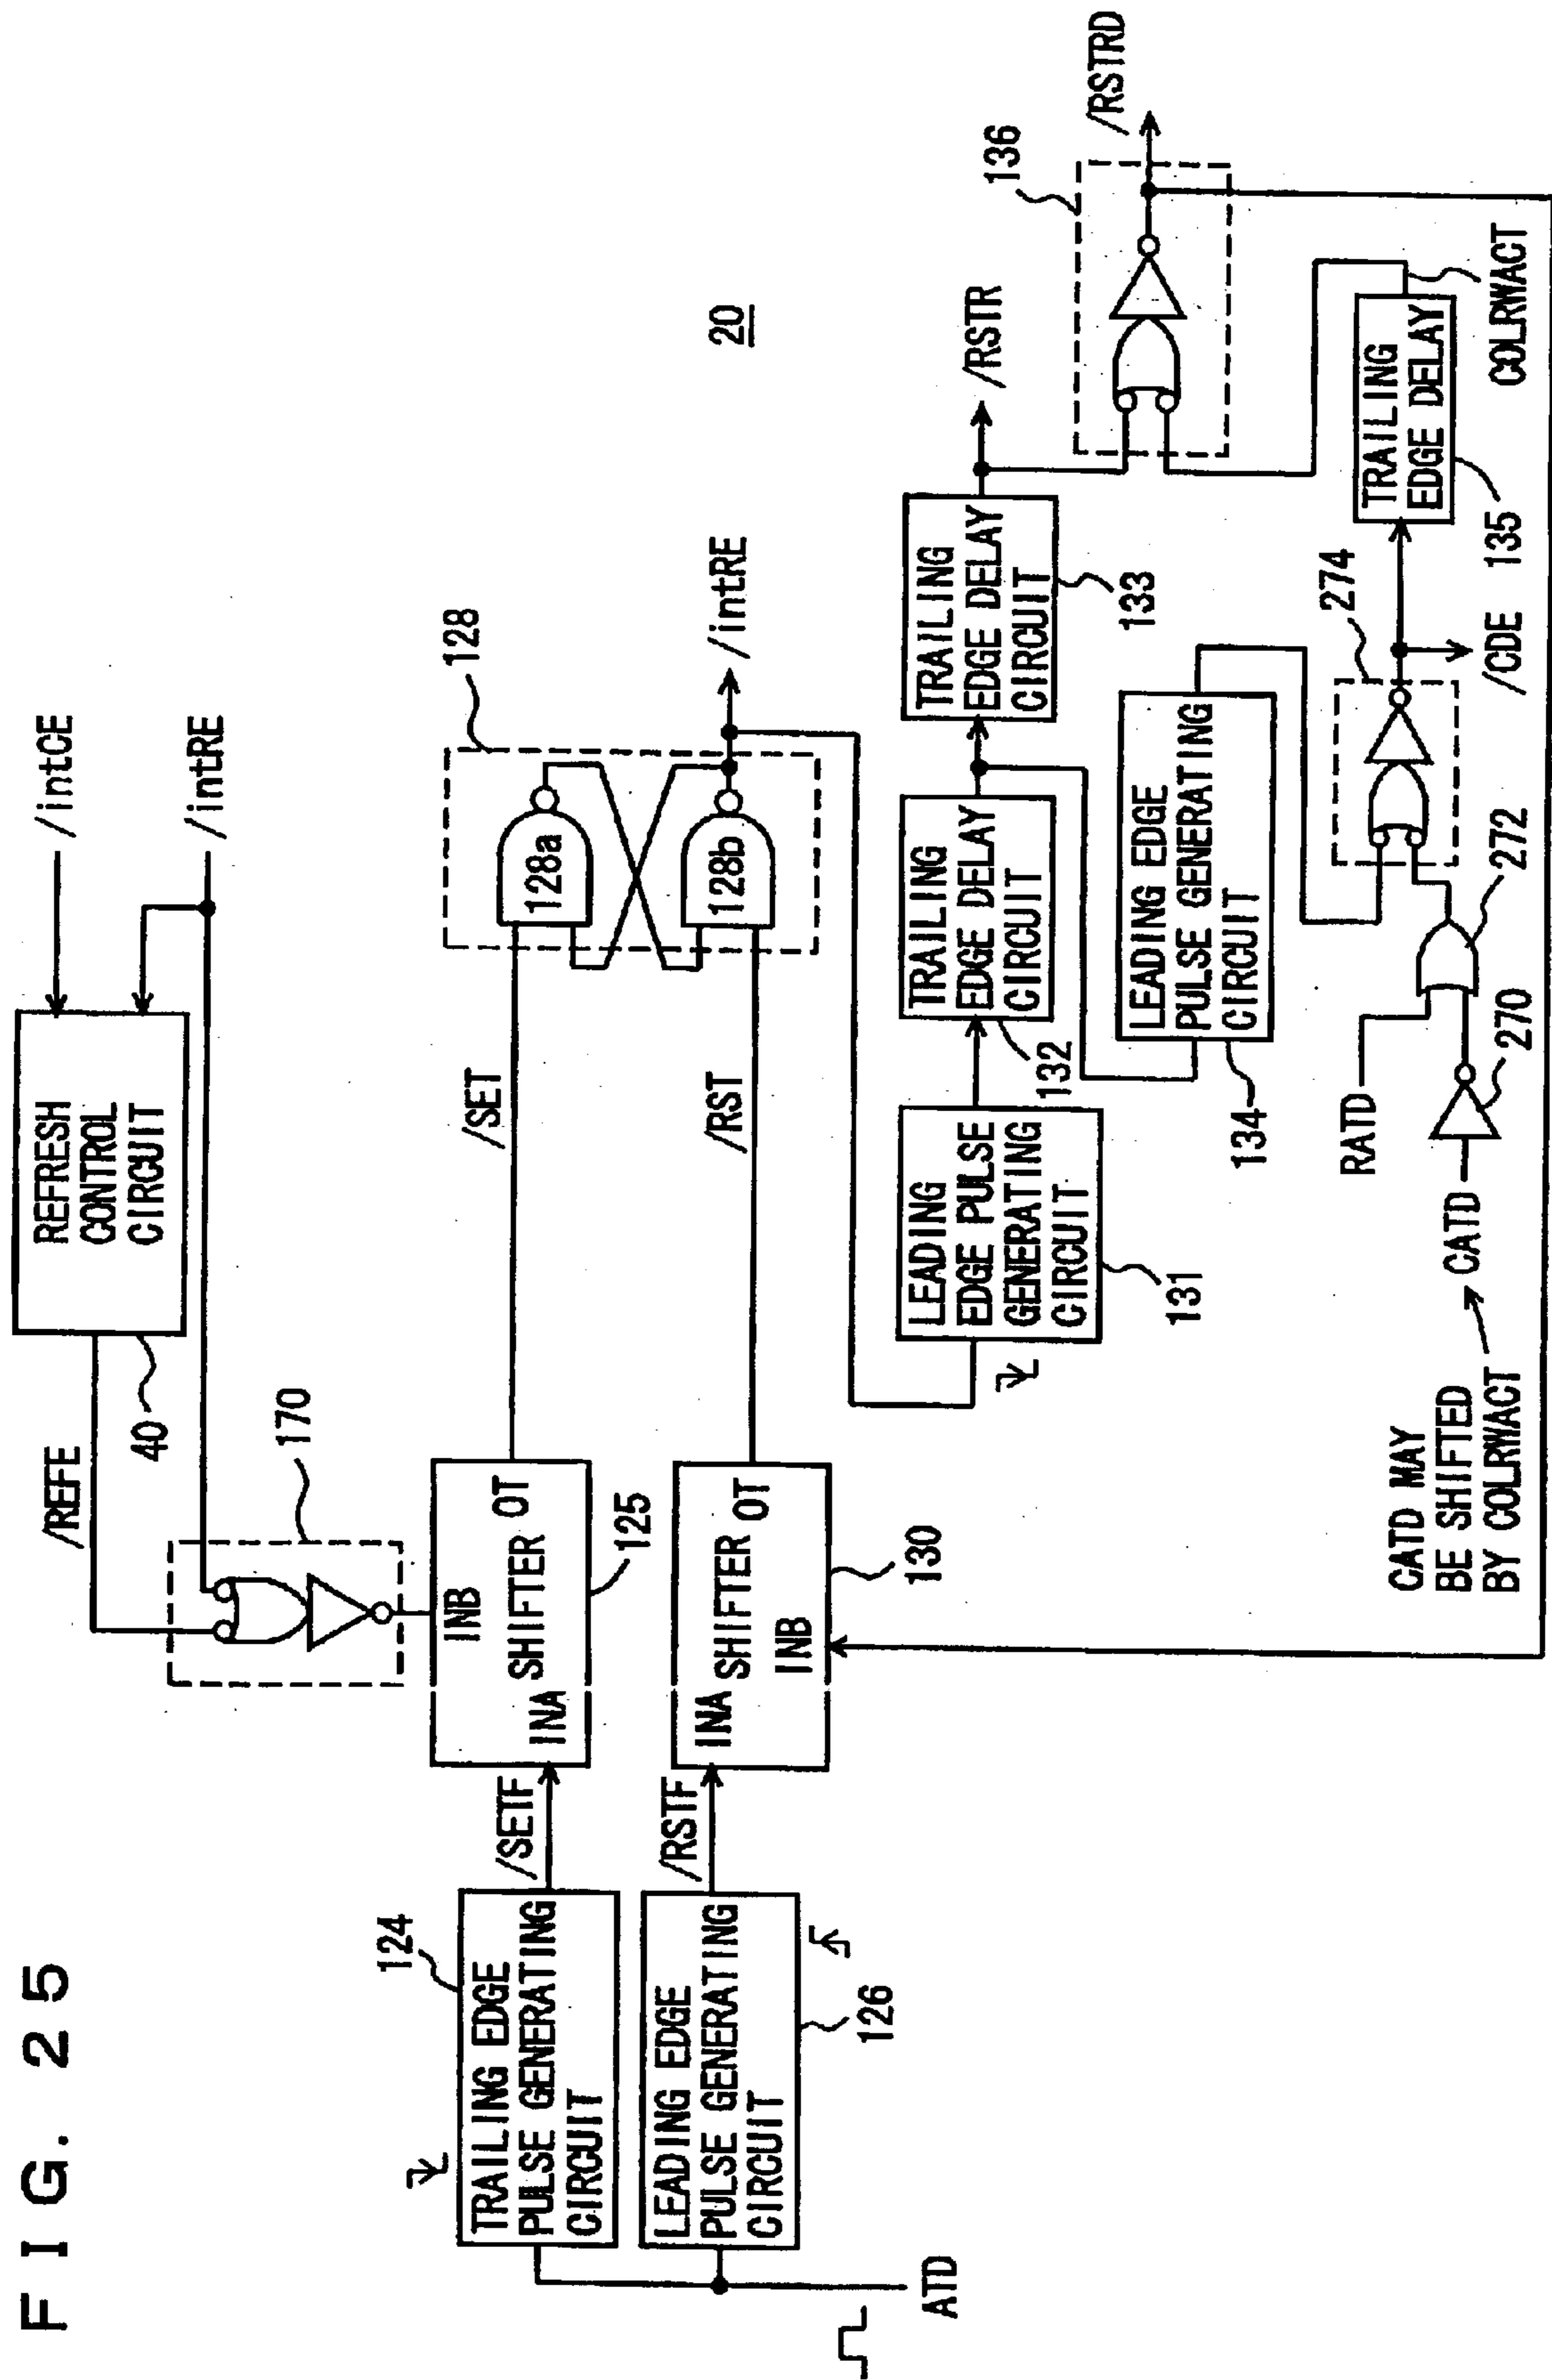 FIG. 25
REFRESH
CONTROL
CIRCUIT
40
/intCE
/intRE
/REFE
170
124
TRAILING EDGE
PULSE GENERATING
CIRCUIT
/SETF
INB
SHIFTER
INA
OT
125
/SET
128
128a
128b
/intRE
LEADING EDGE
PULSE GENERATING
CIRCUIT
126
ATD
/RSTF
INA
SHIFTER
OT
INB
130
/RST
20
LEADING
EDGE PULSE
GENERATING
CIRCUIT
131
TRAILING
EDGE DELAY
CIRCUIT
132
TRAILING
EDGE DELAY
CIRCUIT
133
/RSTR
136
/RSTRD
LEADING EDGE
PULSE GENERATING
CIRCUIT
134
RATD
CATD
270
272
274
/CDE
TRAILING
EDGE DELAY
135
COLRWACT
CATD MAY
BE SHIFTED
BY COLRWACT